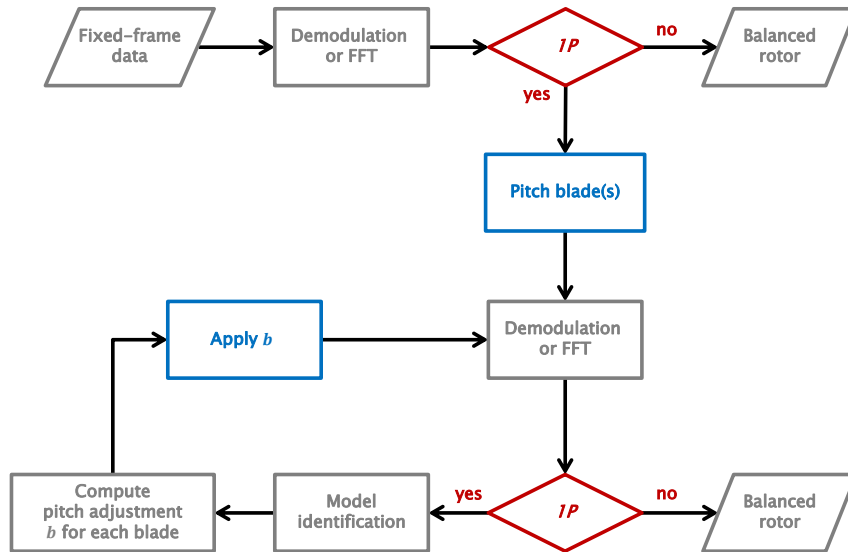 Fixed-frame
data
Demodulation
or FFT
1P
no
Balanced
rotor
yes
Pitch blade(s)
Apply b
Demodulation
or FFT
Compute
pitch adjustment
b for each blade
Model
identification
yes
1P
no
Balanced
rotor